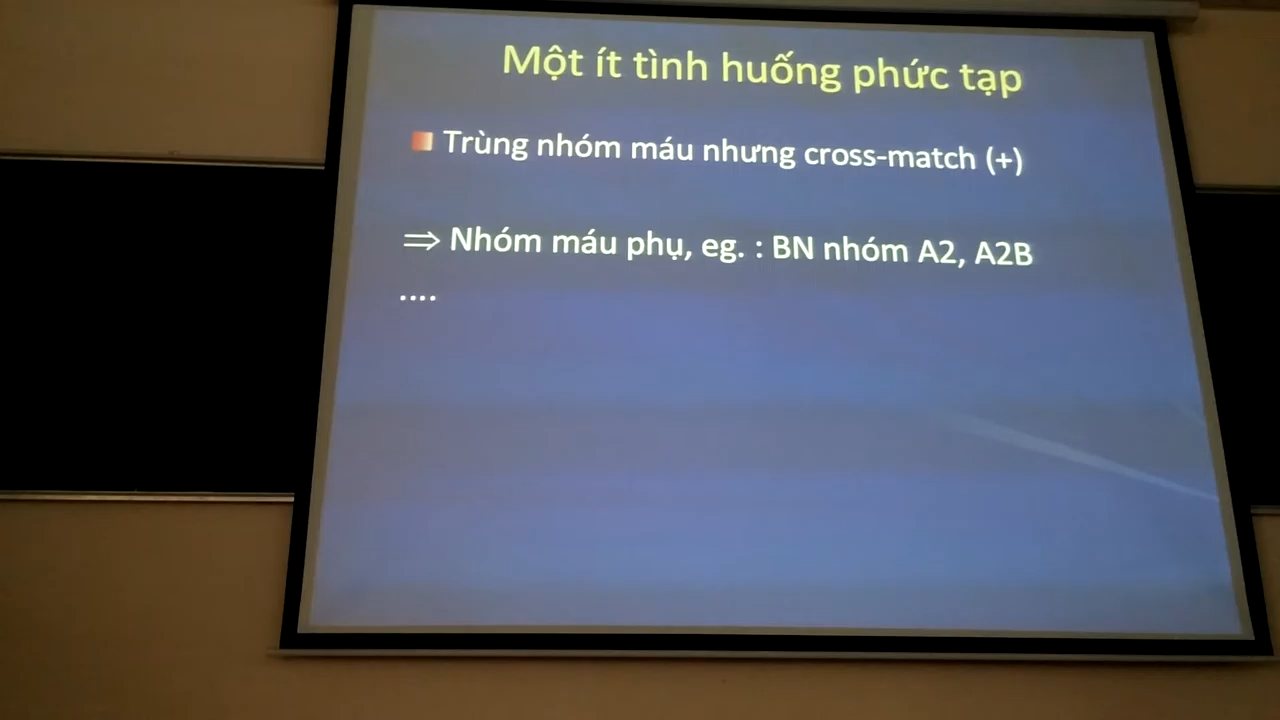 Một ít tình huống phức tạp
Trùng nhóm máu nhưng cross-match (+)
⇒ Nhóm máu phụ, eg. : BN nhóm A2, A2B
....